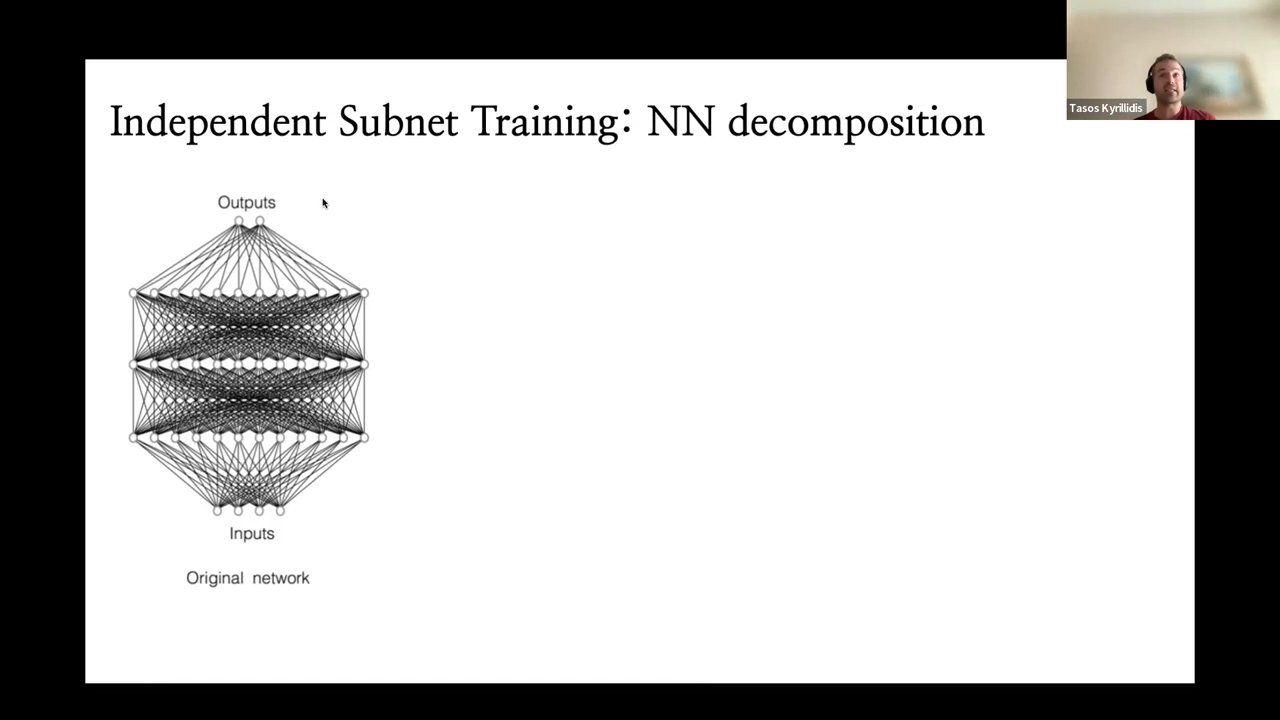 Tasos Kyrillidis
Independent Subnet Training: NN decomposition
Outputs
Inputs
Original network